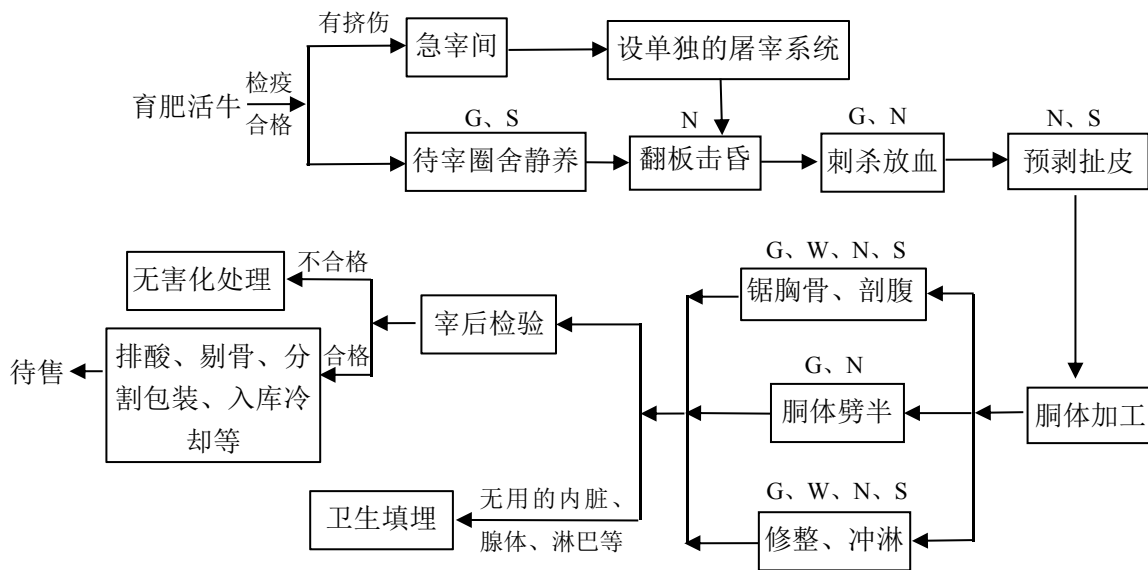 有挤伤
急宰间
设单独的屠宰系统
育肥活牛
检疫
合格
G、S
待宰圈舍静养
N
翻板击昏
G、N
刺杀放血
N、S
预剥扯皮
G、W、N、S
锯胸骨、剖腹
G、N
胴体劈半
胴体加工
G、W、N、S
修整、冲淋
不合格
无害化处理
宰后检验
合格
排酸、剔骨、分
割包装、入库冷
却等
待售
无用的内脏、
腺体、淋巴等
卫生填埋